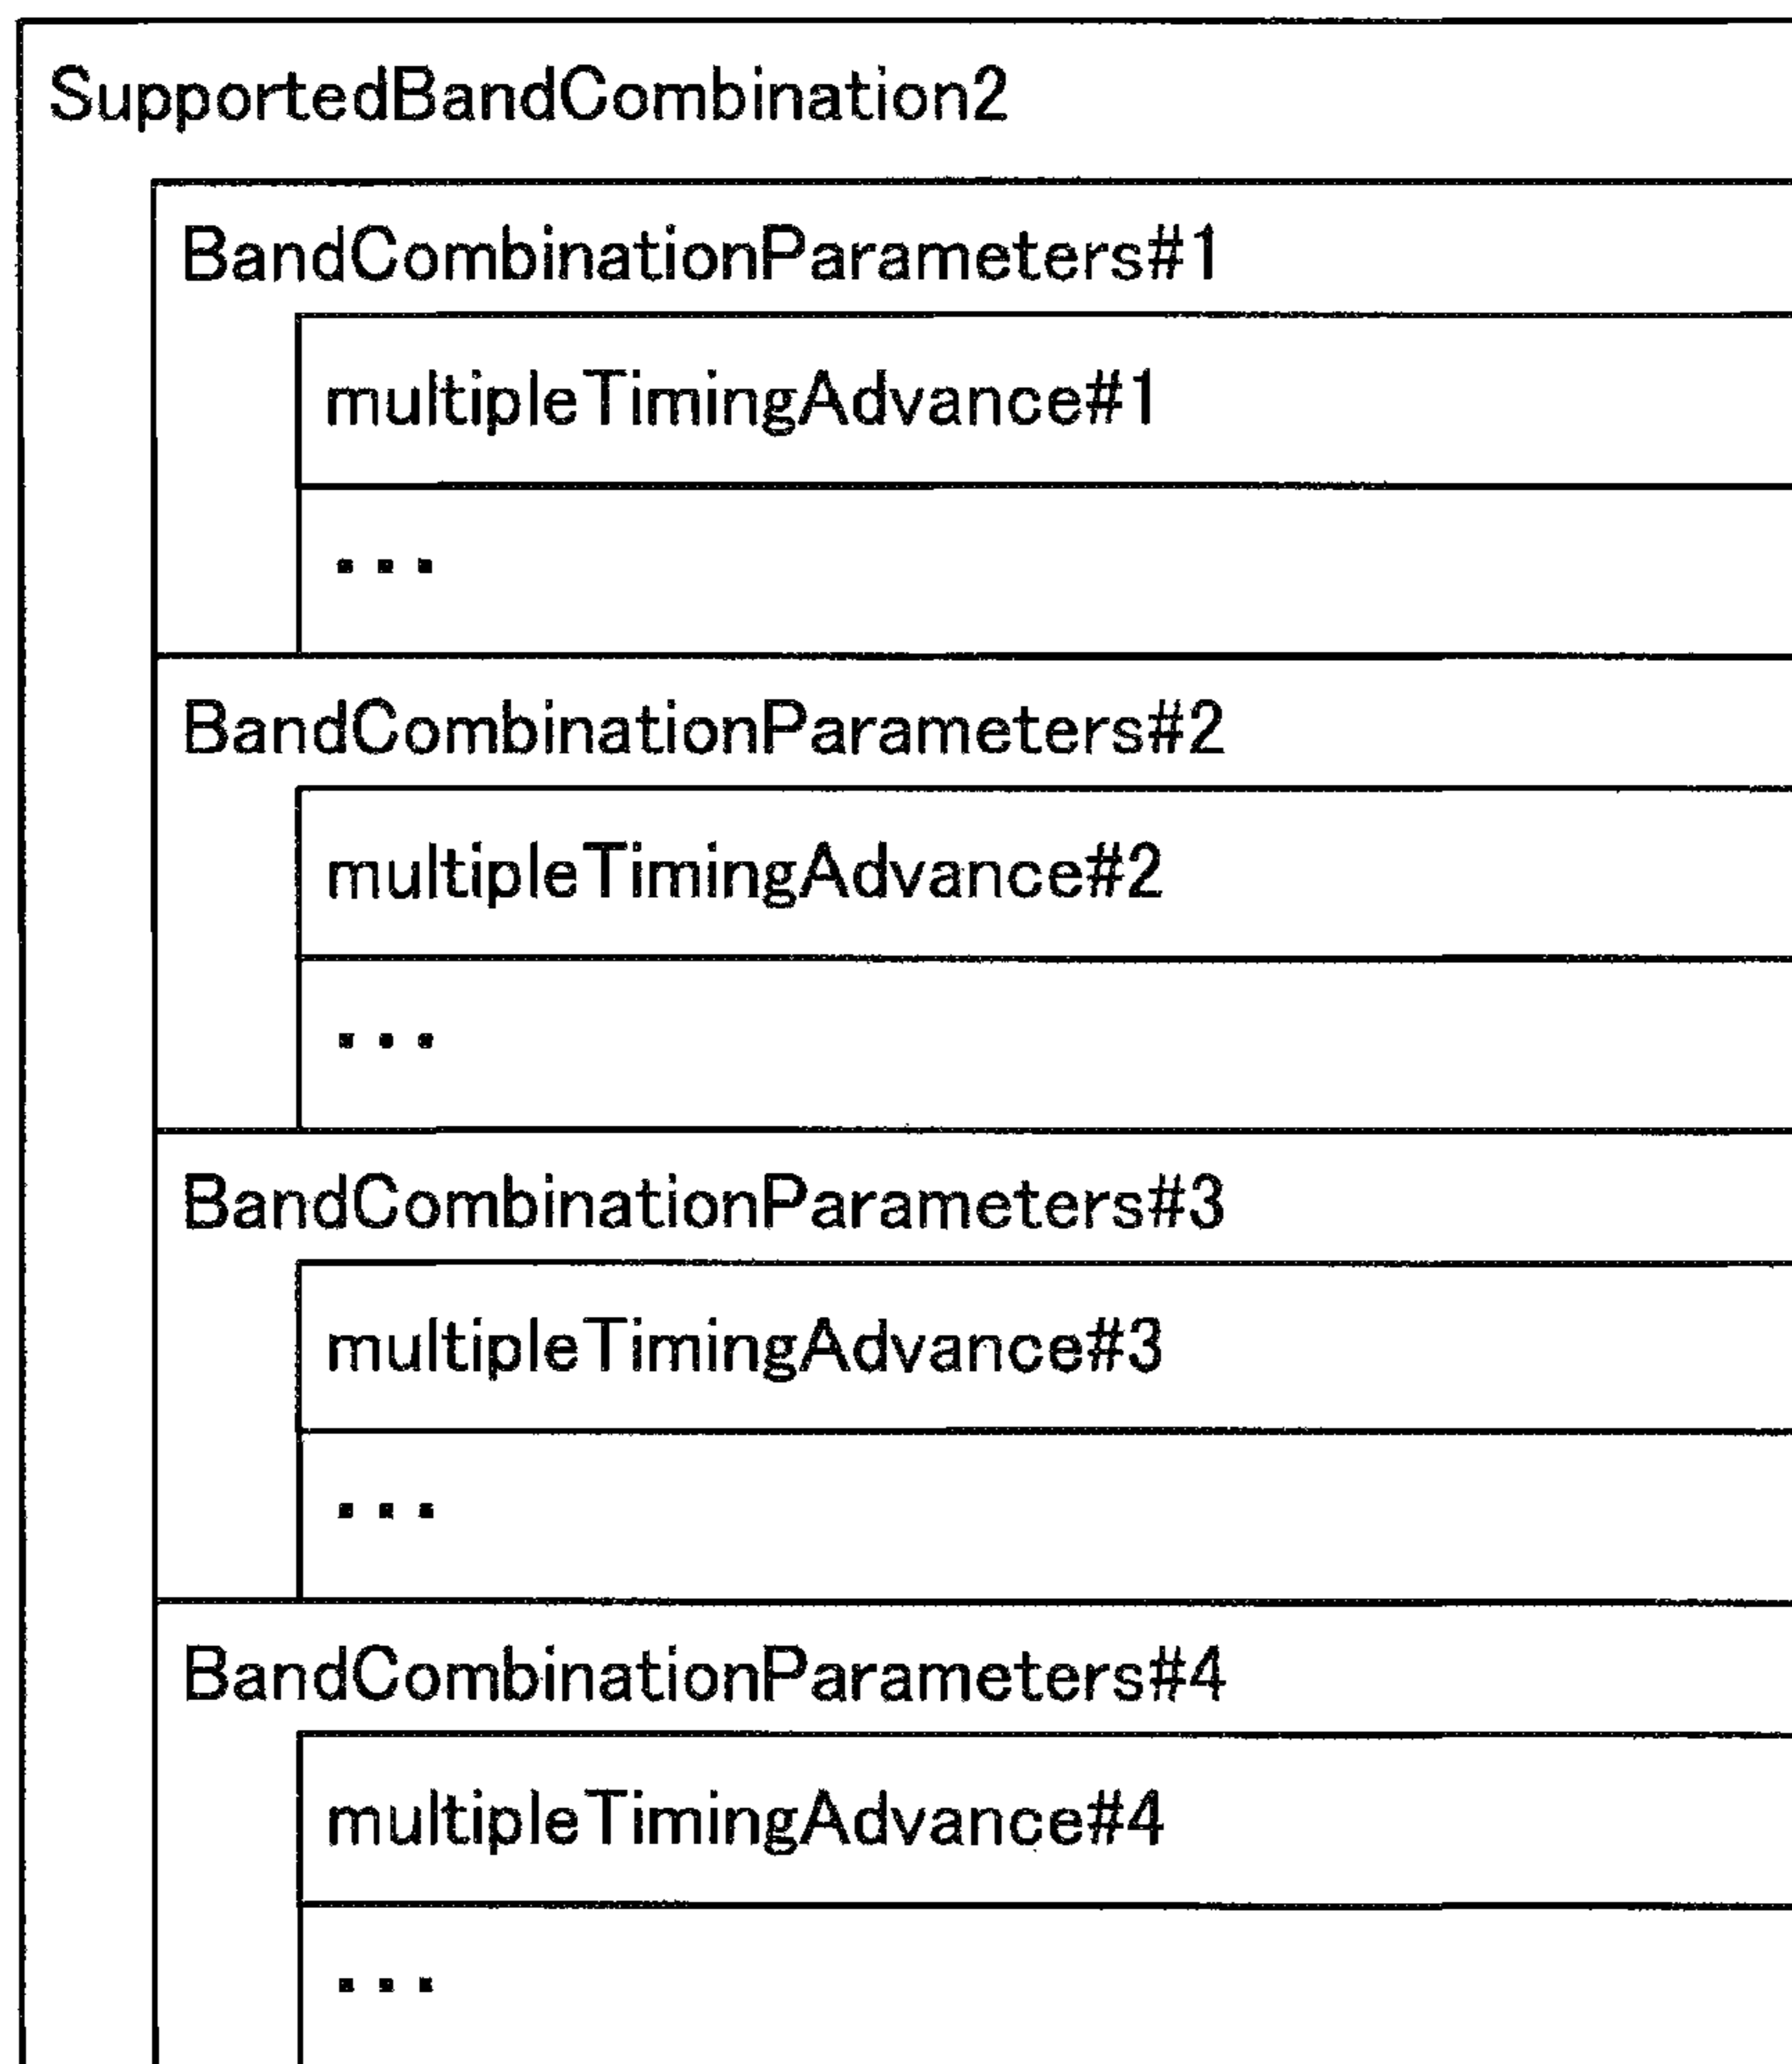 SupportedBandCombination2
BandCombinationParameters#1
multipleTimingAdvance#1
...
BandCombinationParameters#2
multipleTimingAdvance#2
...
BandCombinationParameters#3
multipleTimingAdvance#3
...
BandCombinationParameters#4
multipleTimingAdvance#4
...